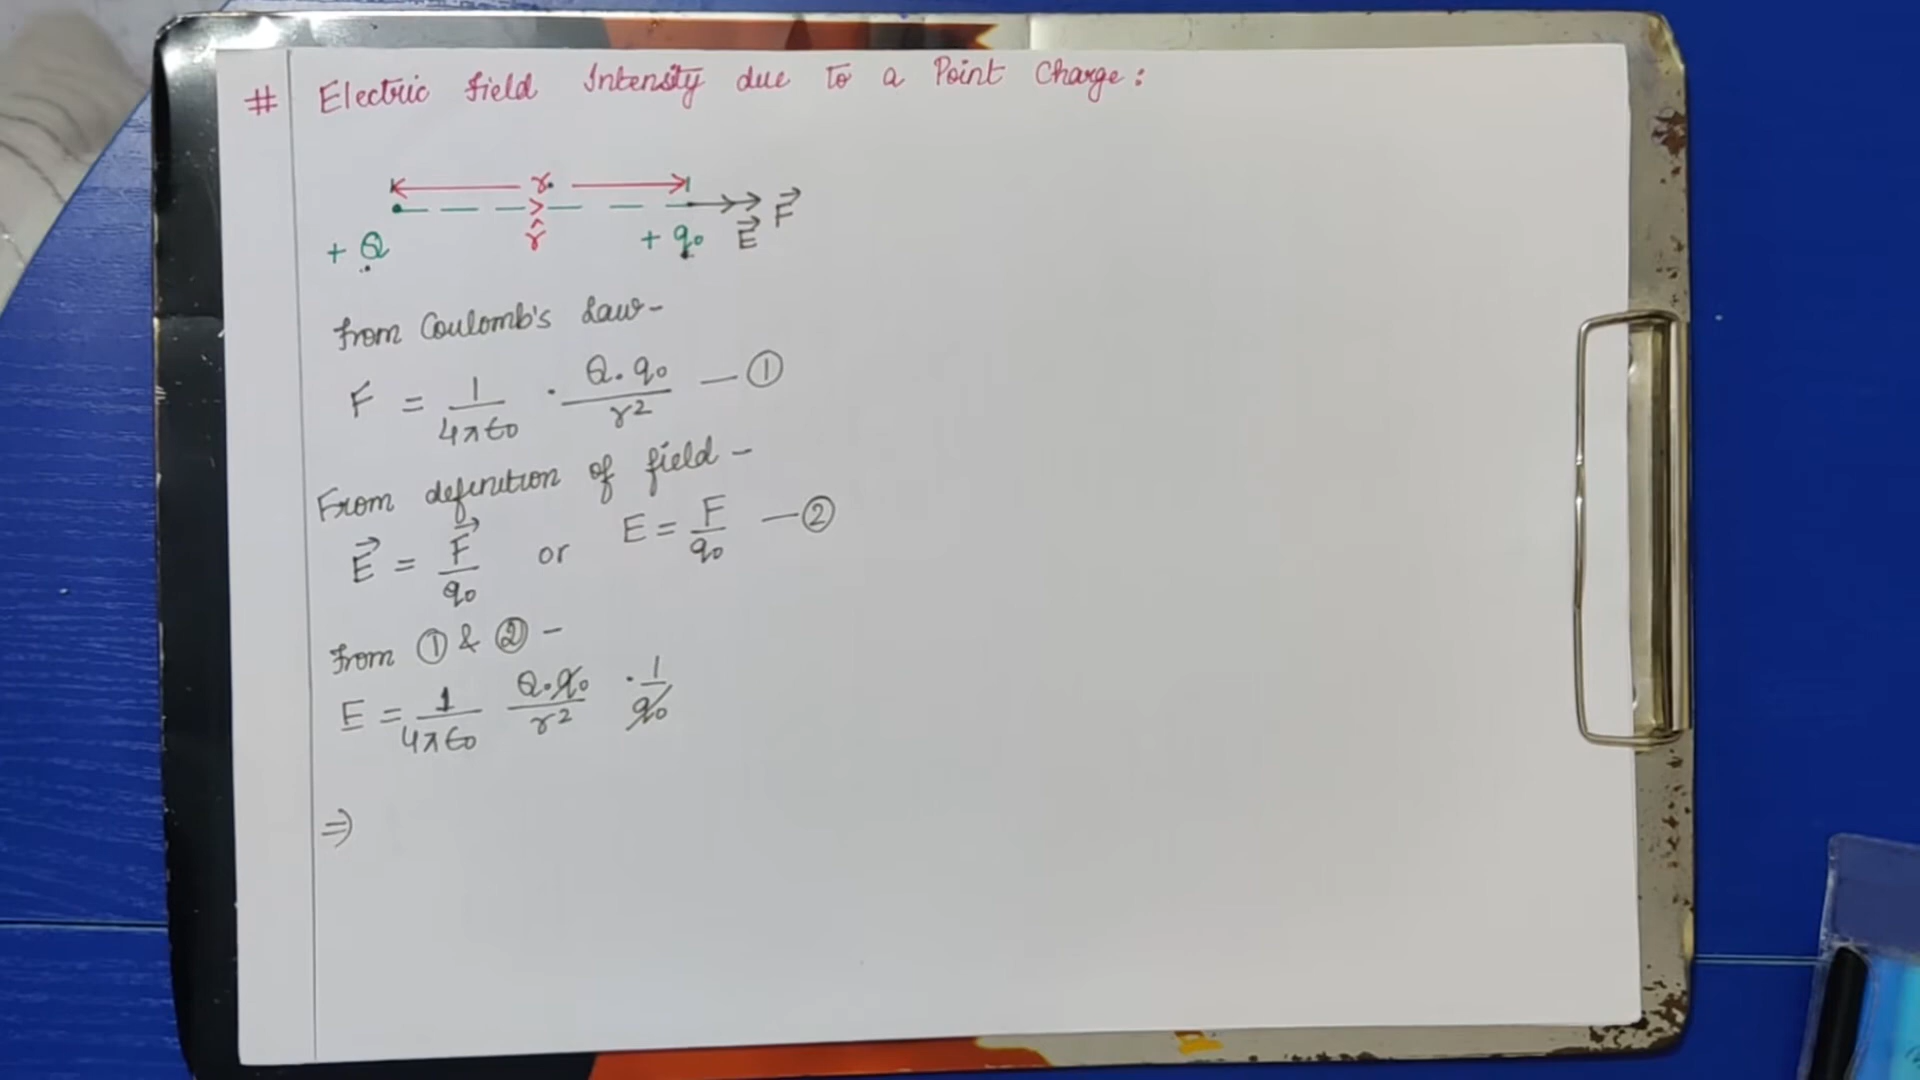 # Electric field Intensity due to a Point Charge:
r
r̂
+ Q + q₀ E⃗ F⃗
from Coulomb's Law-
F = 1/4πε₀ · Q.q₀/r² — ①
From definition of field -
E⃗ = F⃗/q₀ or E = F/q₀ — ②
from ① & ② -
E = 1/4πε₀ Q.q₀/r² · 1/q₀
⇒